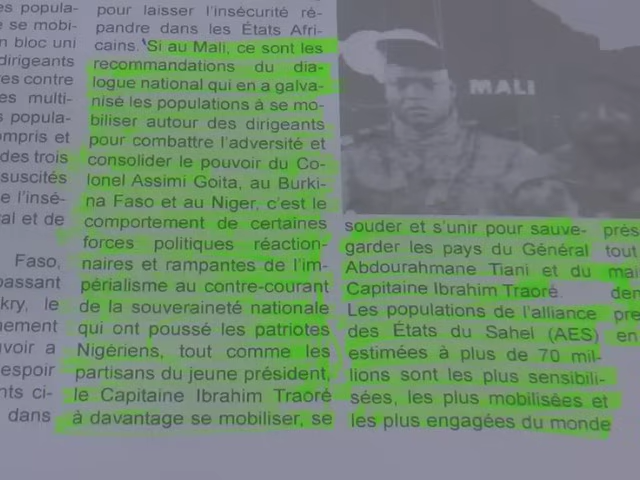 es popula-
se mobi-
n bloc uni
dirigeants
es contre
es multi-
s popula-
ompris et
des trois
suscités
e l'insé-
al et de
Faso,
passant
kry, le
nement
voir a
espoir
nts ci-
dans
pour laisser l'insécurité ré-
pandre dans les États Afri-
cains. Si au Mali, ce sont les
recommandations du dia-
logue national qui en a galva-
nisé les populations à se mo-
biliser autour des dirigeants
pour combattre l'adversité et
consolider le pouvoir du Co-
lonel Assimi Goita, au Burki-
na Faso et au Niger, c'est le
comportement de certaines
forces politiques réaction-
naires et rampantes de l'im-
périalisme au contre-courant
de la souveraineté nationale
qui ont poussé les patriotes
Nigériens, tout comme les
partisans du jeune président,
le Capitaine Ibrahim Traoré
à davantage se mobiliser, se
MALI
souder et s'unir pour sauve-
garder les pays du Général
Abdourahmane Tiani et du
Capitaine Ibrahim Traoré.
Les populations de l'alliance
des États du Sahel (AES)
estimées à plus de 70 mil-
lions sont les plus sensibili-
sées, les plus mobilisées et
les plus engagées du monde
prés
tout
mai
den
pre
en